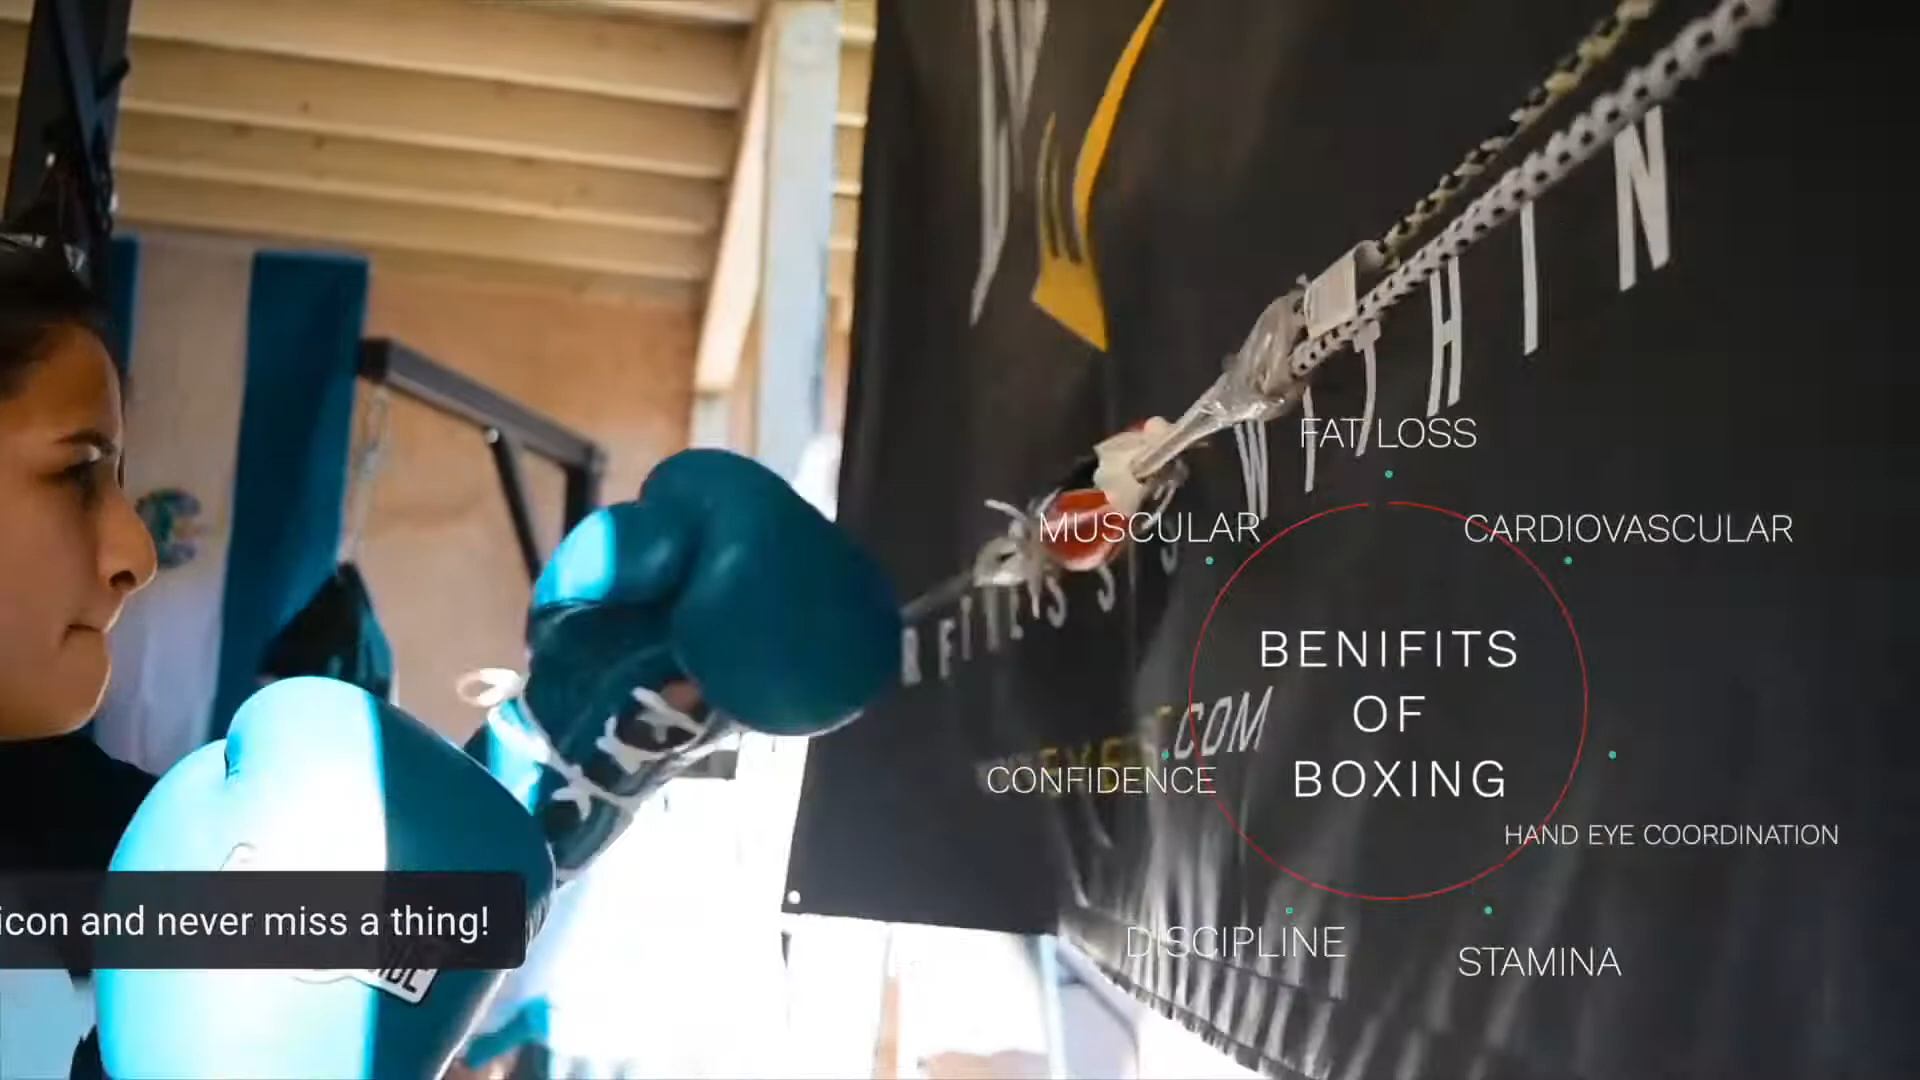 WITHIN
FAT LOSS
MUSCULAR
CARDIOVASCULAR
BENIFITS
OF
BOXING
.COM
CONFIDENCE
HAND EYE COORDINATION
icon and never miss a thing!
DISCIPLINE
STAMINA